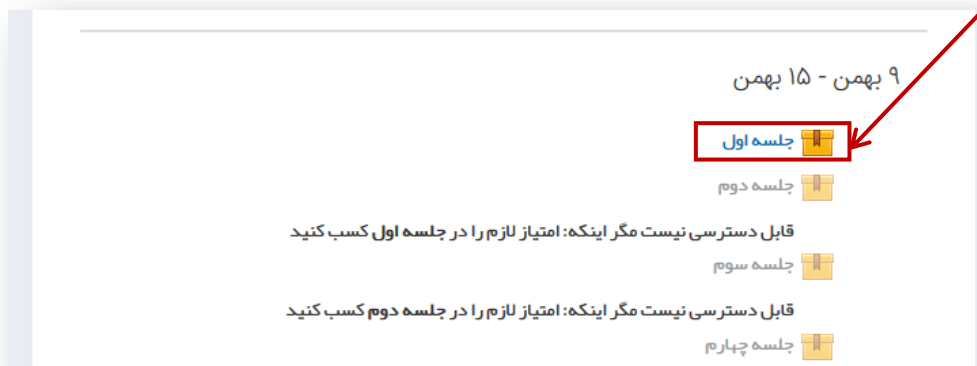 ۹ بهمن - ۱۵ بهمن
جلسه اول
جلسه دوم
قابل دسترسی نیست مگر اینکه: امتیاز لازم را در جلسه اول کسب کنید
جلسه سوم
قابل دسترسی نیست مگر اینکه: امتیاز لازم را در جلسه دوم کسب کنید
جلسه چهارم